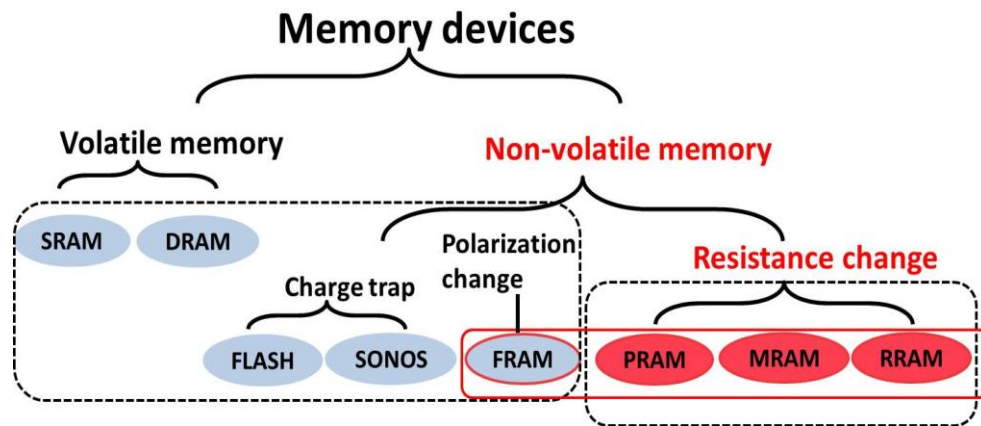 Memory devices
Volatile memory
Non-volatile memory
SRAM
DRAM
Polarization
change
Resistance change
Charge trap
FLASH
SONOS
FRAM
PRAM
MRAM
RRAM